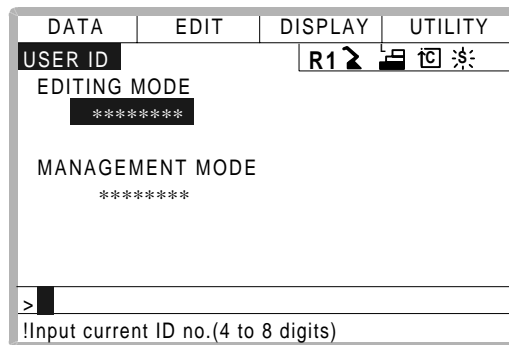 DATA EDIT DISPLAY UTILITY
USER ID R1 C S
EDITING MODE
********
MANAGEMENT MODE
********
>
!Input current ID no.(4 to 8 digits)